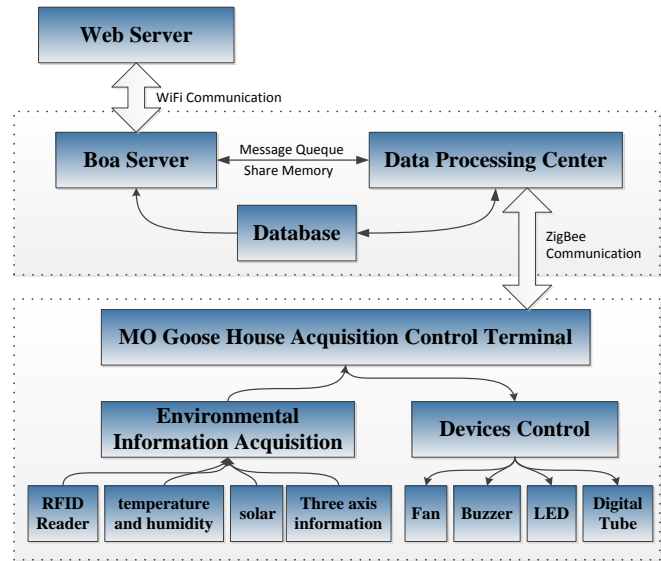 Web Server
WiFi Communication
Boa Server
Message Queque
Share Memory
Data Processing Center
Database
ZigBee
Communication
MO Goose House Acquisition Control Terminal
Environmental
Information Acquisition
Devices Control
RFID
Reader
temperature
and humidity
solar
Three axis
information
Fan
Buzzer
LED
Digital
Tube